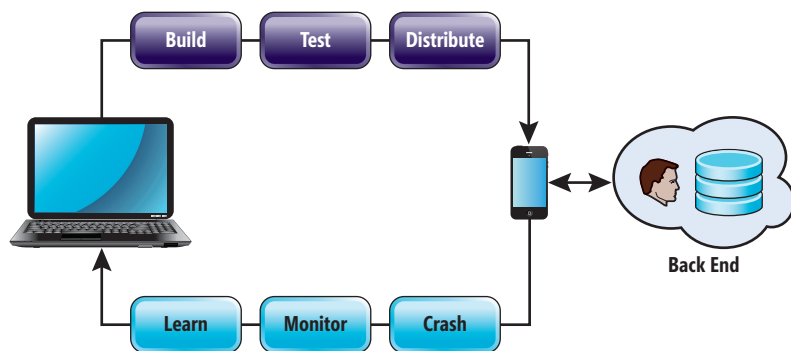 Build
Test
Distribute
Back End
Learn
Monitor
Crash